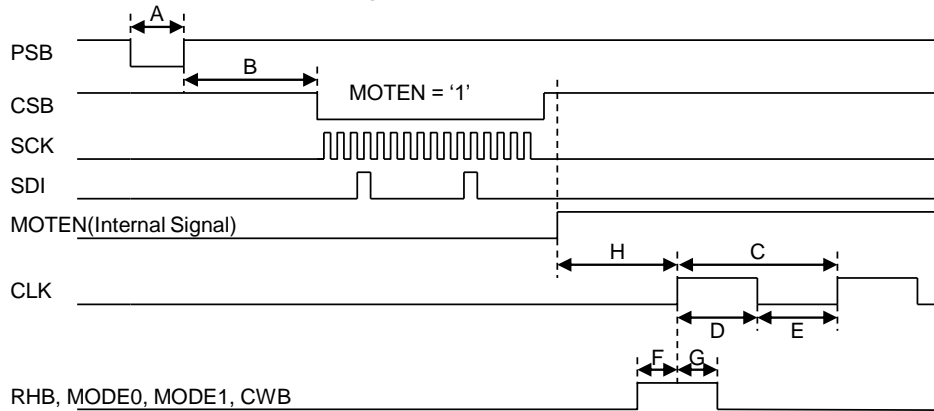 A
PSB
B
CSB
MOTEN = ‘1’
SCK
SDI
MOTEN(Internal Signal)
H
C
CLK
D
E
F
G
RHB, MODE0, MODE1, CWB